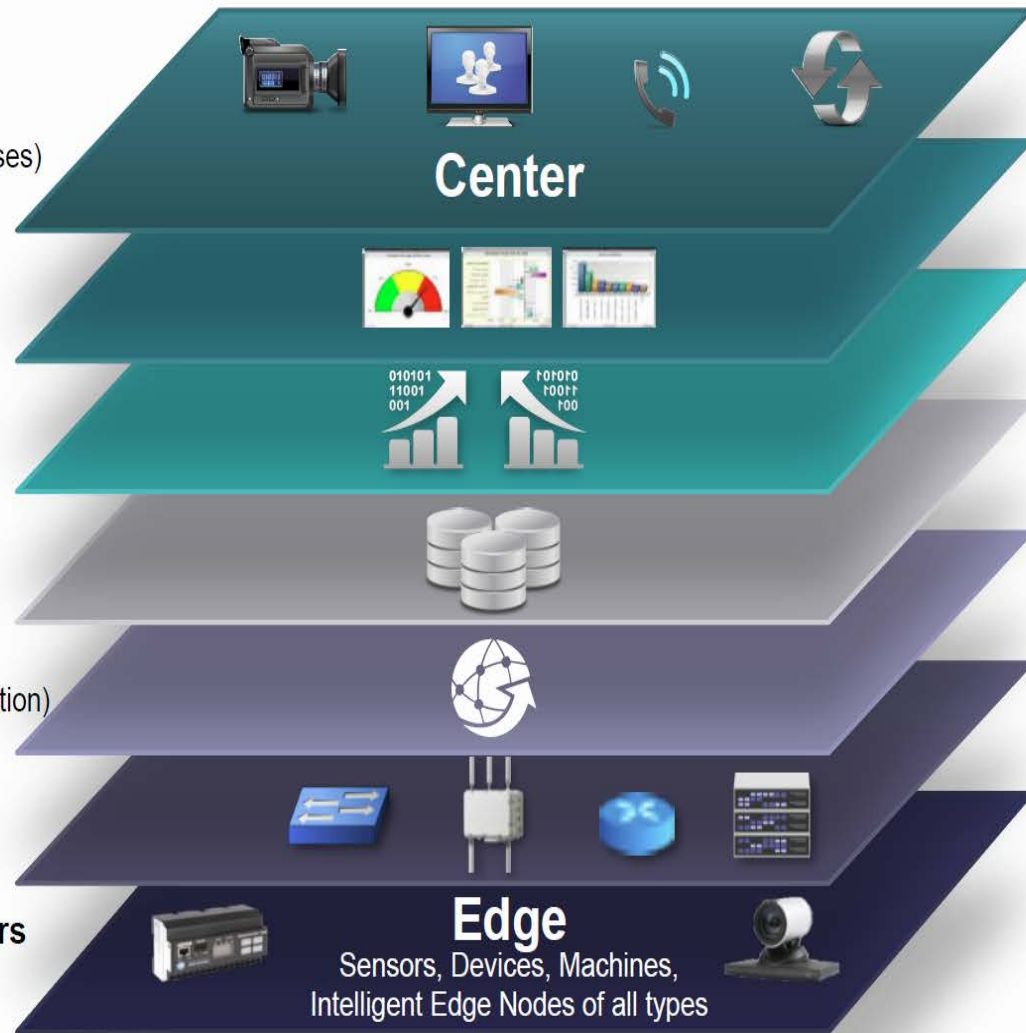 ses)
Center
010101
11001
001
010101
11001
001
tion)
rs
Edge
Sensors, Devices, Machines,
Intelligent Edge Nodes of all types